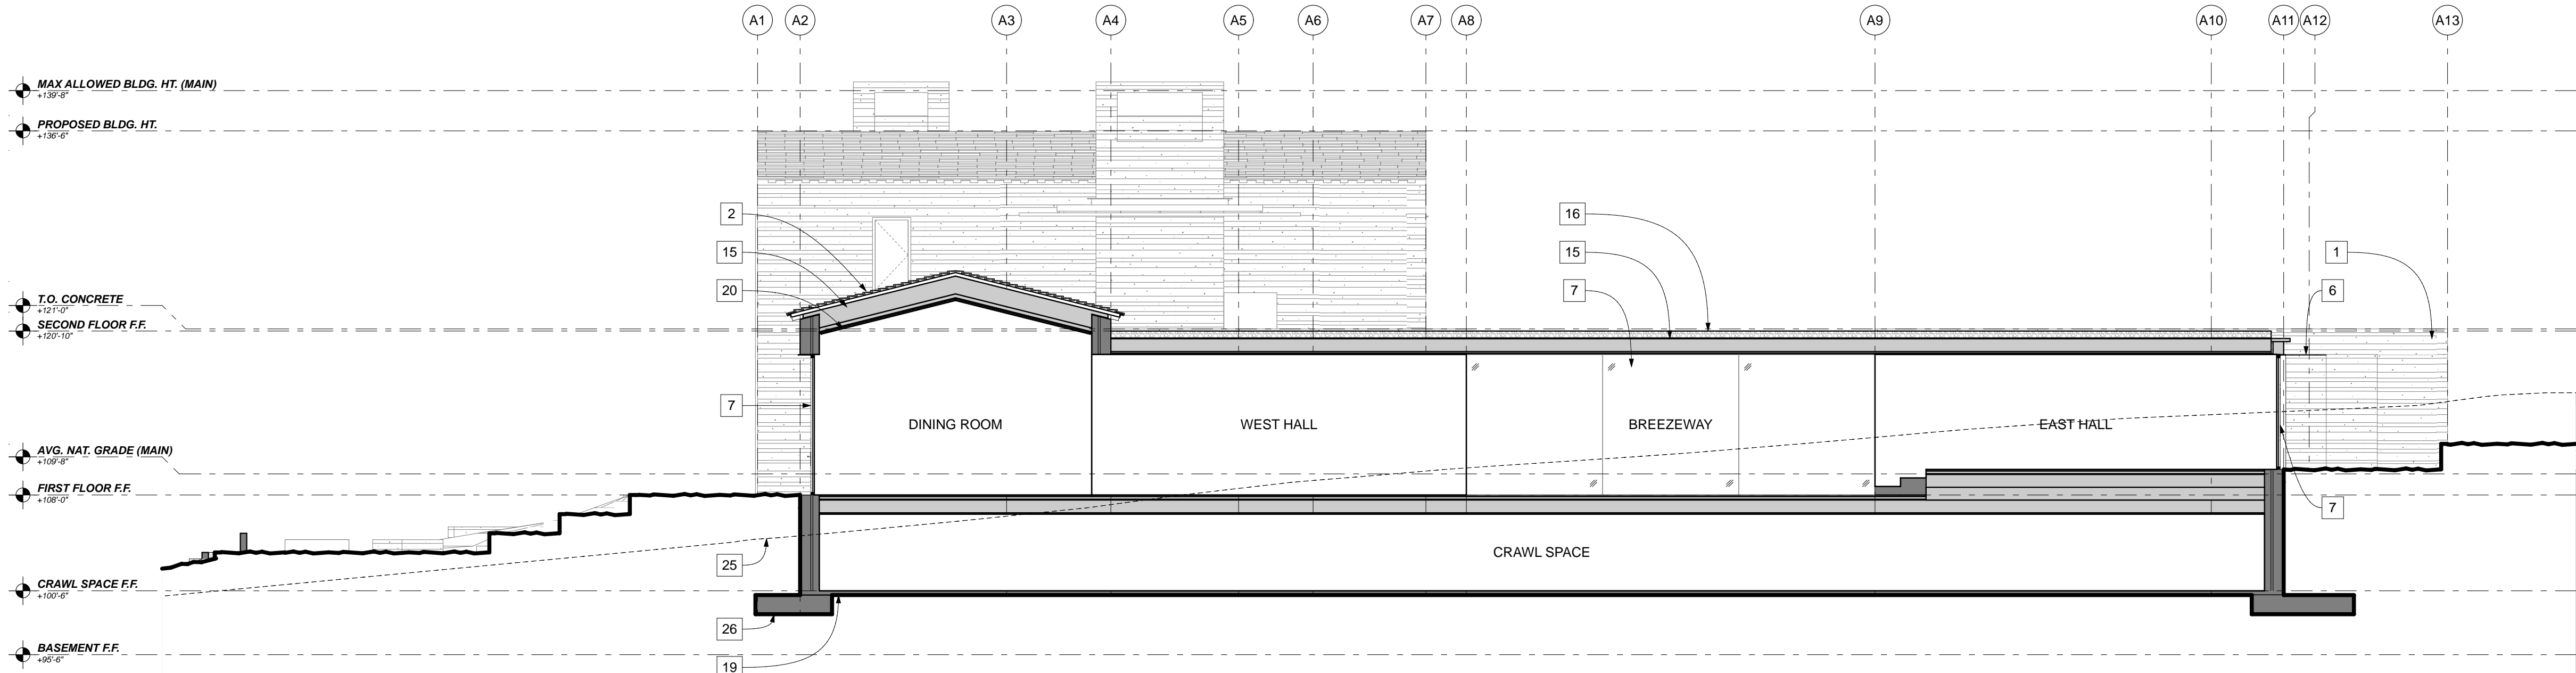 A1 A2 A3 A4 A5 A6 A7 A8 A9 A10 A11 A12 A13
MAX ALLOWED BLDG. HT. (MAIN)
+139'-8"
PROPOSED BLDG. HT.
+136'-6"
2 16
15 15 1
20 7 6
T.O. CONCRETE
+121'-0"
SECOND FLOOR F.F.
+120'-10"
7
DINING ROOM WEST HALL BREEZEWAY EAST HALL
AVG. NAT. GRADE (MAIN)
+109'-8"
FIRST FLOOR F.F.
+108'-0"
7
CRAWL SPACE
25
CRAWL SPACE F.F.
+100'-6"
26
BASEMENT F.F.
+95'-6"
19